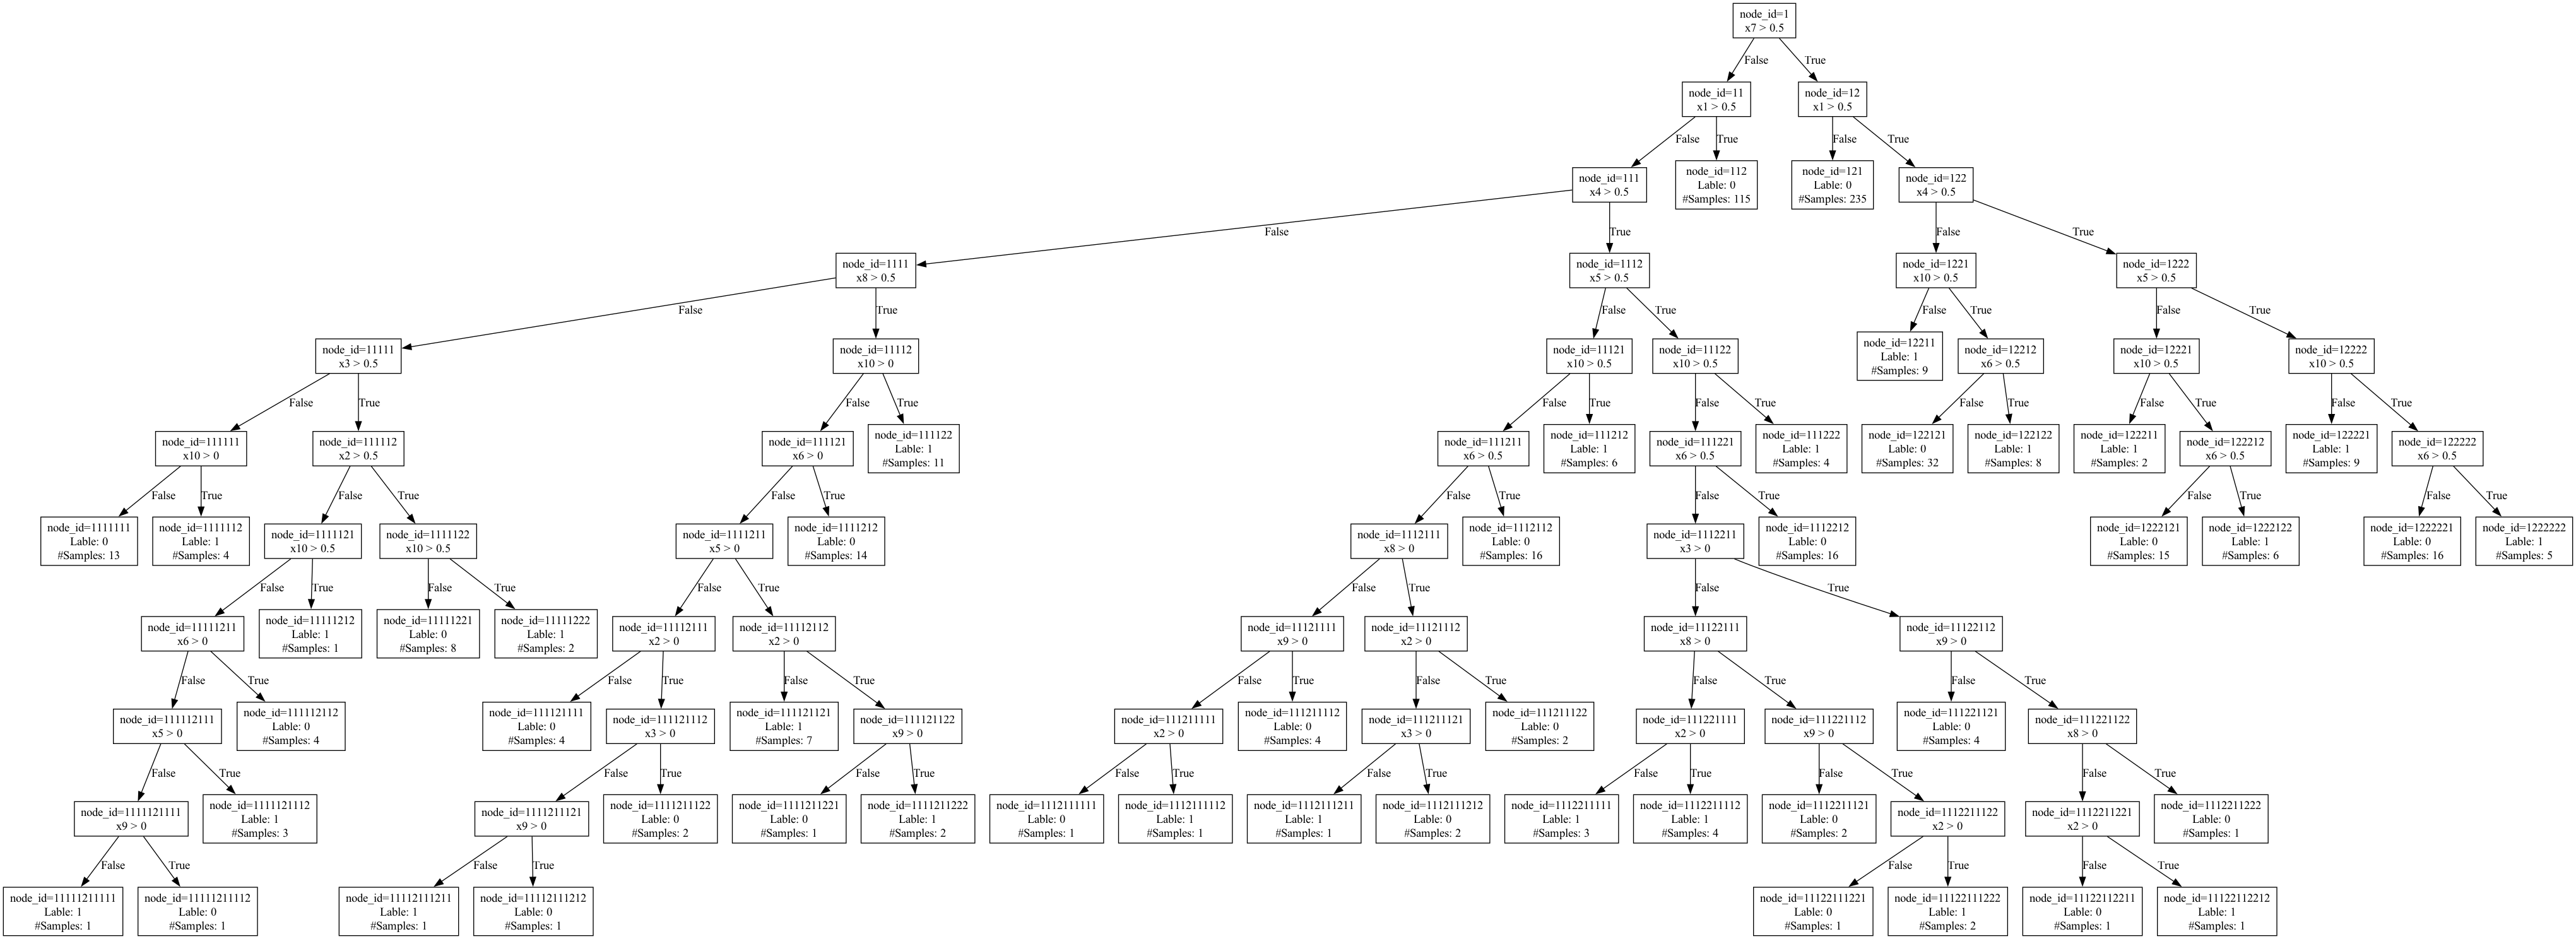 node_id=1
x7 > 0.5
False
True
node_id=11
x1 > 0.5
node_id=12
x1 > 0.5
False
True
False
True
node_id=111
x4 > 0.5
node_id=112
Lable: 0
#Samples: 115
node_id=121
Lable: 0
#Samples: 235
node_id=122
x4 > 0.5
False
True
False
True
node_id=1111
x8 > 0.5
node_id=1112
x5 > 0.5
node_id=1221
x10 > 0.5
node_id=1222
x5 > 0.5
False
True
False
True
False
True
False
True
node_id=11111
x3 > 0.5
node_id=11112
x10 > 0
node_id=11121
x10 > 0.5
node_id=11122
x10 > 0.5
node_id=12211
Lable: 1
#Samples: 9
node_id=12212
x6 > 0.5
node_id=12221
x10 > 0.5
node_id=12222
x10 > 0.5
False
True
False
True
False
True
False
True
False
True
False
True
False
True
node_id=111111
x10 > 0
node_id=111112
x2 > 0.5
node_id=111121
x6 > 0
node_id=111122
Lable: 1
#Samples: 11
node_id=111211
x6 > 0.5
node_id=111212
Lable: 1
#Samples: 6
node_id=111221
x6 > 0.5
node_id=111222
Lable: 1
#Samples: 4
node_id=122121
Lable: 0
#Samples: 32
node_id=122122
Lable: 1
#Samples: 8
node_id=122211
Lable: 1
#Samples: 2
node_id=122212
x6 > 0.5
node_id=122221
Lable: 1
#Samples: 9
node_id=122222
x6 > 0.5
False
True
False
True
False
True
False
True
False
True
False
True
False
True
node_id=1111111
Lable: 0
#Samples: 13
node_id=1111112
Lable: 1
#Samples: 4
node_id=1111121
x10 > 0.5
node_id=1111122
x10 > 0.5
node_id=1111211
x5 > 0
node_id=1111212
Lable: 0
#Samples: 14
node_id=1112111
x8 > 0
node_id=1112112
Lable: 0
#Samples: 16
node_id=1112211
x3 > 0
node_id=1112212
Lable: 0
#Samples: 16
node_id=1222121
Lable: 0
#Samples: 15
node_id=1222122
Lable: 1
#Samples: 6
node_id=1222221
Lable: 0
#Samples: 16
node_id=1222222
Lable: 1
#Samples: 5
False
True
False
True
False
True
False
True
False
True
node_id=11111211
x6 > 0
node_id=11111212
Lable: 1
#Samples: 1
node_id=11111221
Lable: 0
#Samples: 8
node_id=11111222
Lable: 1
#Samples: 2
node_id=11112111
x2 > 0
node_id=11112112
x2 > 0
node_id=11121111
x9 > 0
node_id=11121112
x2 > 0
node_id=11122111
x8 > 0
node_id=11122112
x9 > 0
False
True
False
True
False
True
False
True
False
True
False
True
False
True
node_id=111112111
x5 > 0
node_id=111112112
Lable: 0
#Samples: 4
node_id=111121111
Lable: 0
#Samples: 4
node_id=111121112
x3 > 0
node_id=111121121
Lable: 1
#Samples: 7
node_id=111121122
x9 > 0
node_id=111211111
x2 > 0
node_id=111211112
Lable: 0
#Samples: 4
node_id=111211121
x3 > 0
node_id=111211122
Lable: 0
#Samples: 2
node_id=111221111
x2 > 0
node_id=111221112
x9 > 0
node_id=111221121
Lable: 0
#Samples: 4
node_id=111221122
x8 > 0
False
True
False
True
False
True
False
True
False
True
False
True
False
True
False
True
node_id=1111121111
x9 > 0
node_id=1111121112
Lable: 1
#Samples: 3
node_id=1111211121
x9 > 0
node_id=1111211122
Lable: 0
#Samples: 2
node_id=1111211221
Lable: 0
#Samples: 1
node_id=1111211222
Lable: 1
#Samples: 2
node_id=1112111111
Lable: 0
#Samples: 1
node_id=1112111112
Lable: 1
#Samples: 1
node_id=1112111211
Lable: 1
#Samples: 1
node_id=1112111212
Lable: 0
#Samples: 2
node_id=1112211111
Lable: 1
#Samples: 3
node_id=1112211112
Lable: 1
#Samples: 4
node_id=1112211121
Lable: 0
#Samples: 2
node_id=1112211122
x2 > 0
node_id=1112211221
x2 > 0
node_id=1112211222
Lable: 0
#Samples: 1
False
True
False
True
False
True
False
True
node_id=11111211111
Lable: 1
#Samples: 1
node_id=11111211112
Lable: 0
#Samples: 1
node_id=11112111211
Lable: 1
#Samples: 1
node_id=11112111212
Lable: 0
#Samples: 1
node_id=11122111221
Lable: 0
#Samples: 1
node_id=11122111222
Lable: 1
#Samples: 2
node_id=11122112211
Lable: 0
#Samples: 1
node_id=11122112212
Lable: 1
#Samples: 1